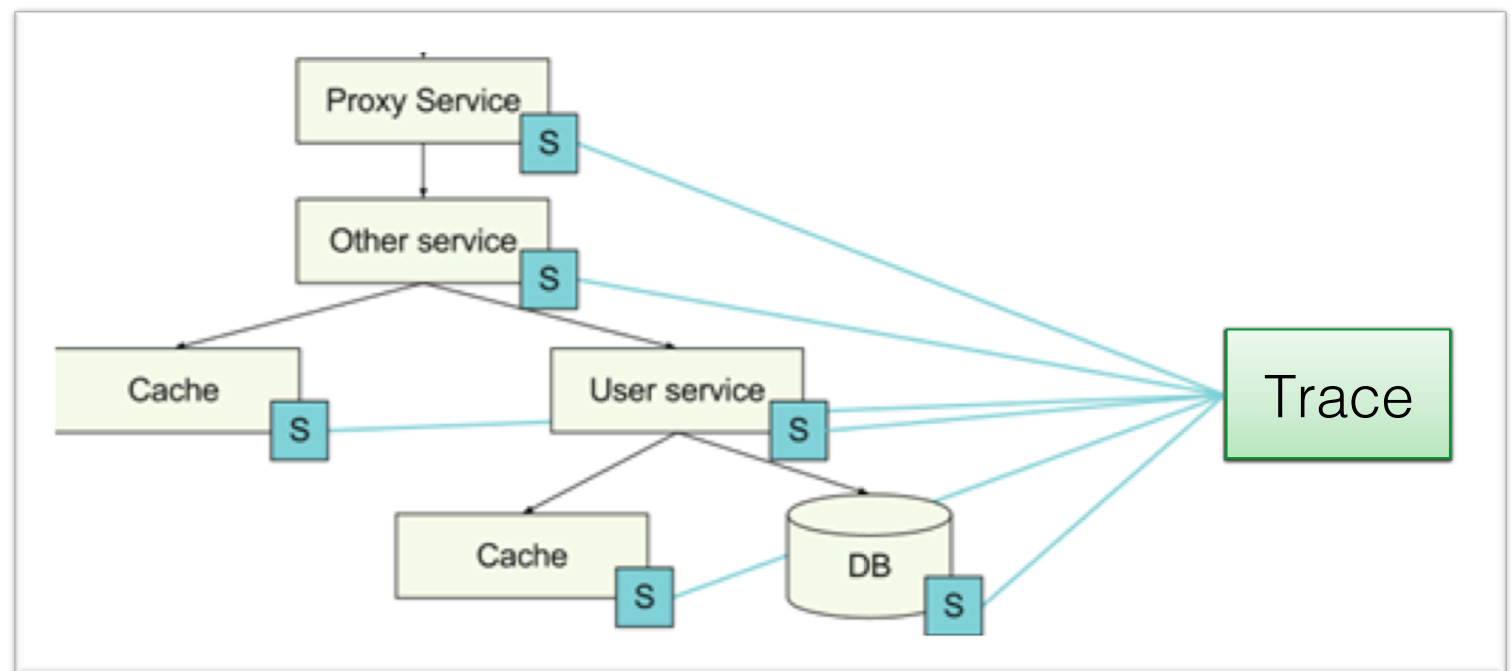 Proxy Service
S
Other service
S
Cache
S
User service
S
Trace
Cache
S
DB
S